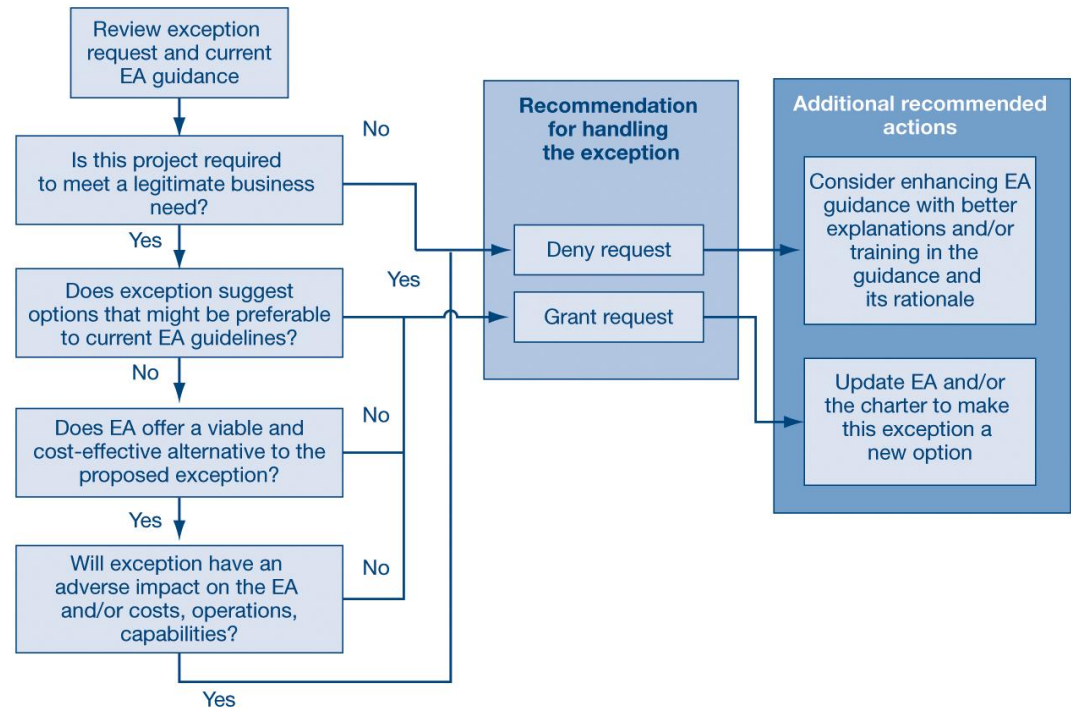 Review exception
request and current
EA guidance
No
Is this project required
to meet a legitimate business
need?
Yes
Yes
Does exception suggest
options that might be preferable
to current EA guidelines?
No
No
Does EA offer a viable and
cost-effective alternative to the
proposed exception?
Yes
No
Will exception have an
adverse impact on the EA
and/or costs, operations,
capabilities?
Yes
Recommendation
for handling
the exception
Deny request
Grant request
Additional recommended
actions
Consider enhancing EA
guidance with better
explanations and/or
training in the
guidance and
its rationale
Update EA and/or
the charter to make
this exception a
new option